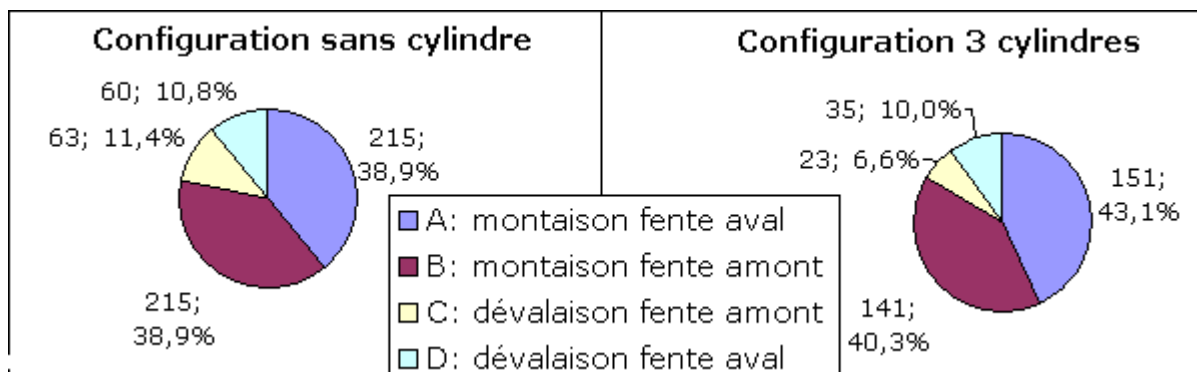 Configuration sans cylindre
60; 10,8%
63; 11,4%
215;
38,9%
215;
38,9%
Configuration 3 cylindres
35; 10,0%
23; 6,6%
151;
43,1%
141;
40,3%
A: montaison fente aval
B: montaison fente amont
C: dévalaison fente amont
D: dévalaison fente aval